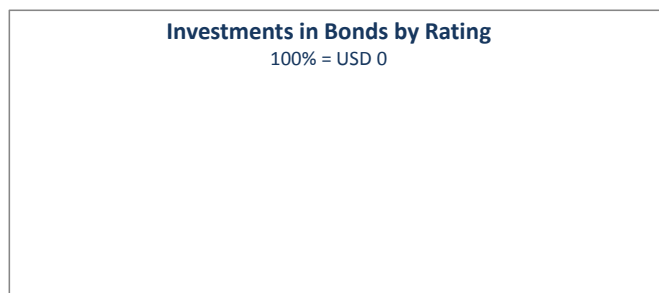 Investments in Bonds by Rating
100% = USD 0